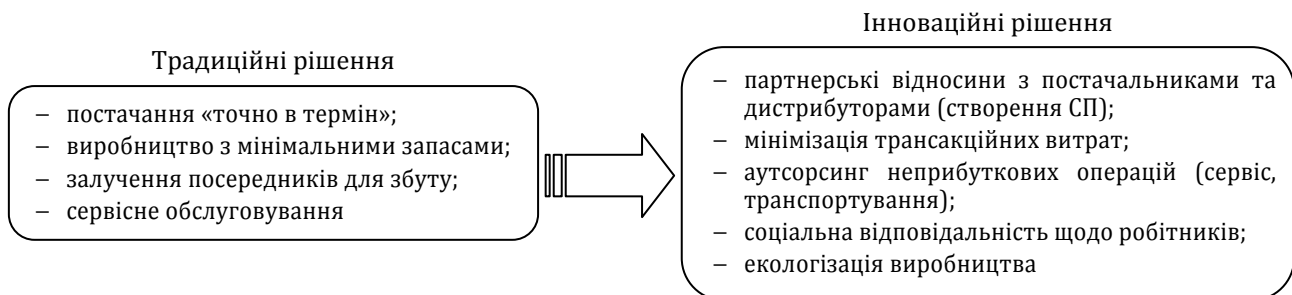 Традиційні рішення
– постачання «точно в термін»;
– виробництво з мінімальними запасами;
– залучення посередників для збуту;
– сервісне обслуговування
Інноваційні рішення
– партнерські відносини з постачальниками та
дистрибуторами (створення СП);
– мінімізація трансакційних витрат;
– аутсорсинг неприбуткових операцій (сервіс,
транспортування);
– соціальна відповідальність щодо робітників;
– екологізація виробництва